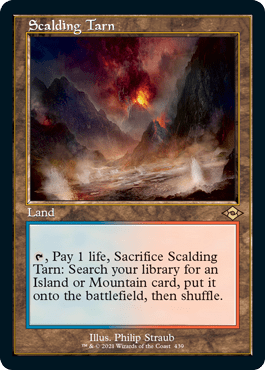 Scalding Tarn
Land
, Pay 1 life, Sacrifice Scalding
Tarn: Search your library for an
Island or Mountain card, put it
onto the battlefield, then shuffle.
Illus. Philip Straub
™ & © 2021 Wizards of the Coast 439